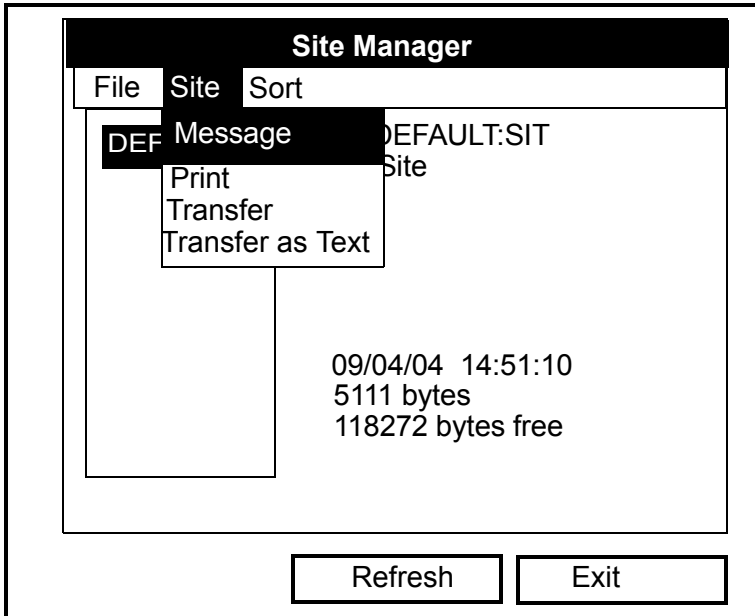 Site Manager
File Site Sort
DEF
Message
Print
Transfer
Transfer as Text
DEFAULT:SIT
Site
09/04/04 14:51:10
5111 bytes
118272 bytes free
Refresh Exit